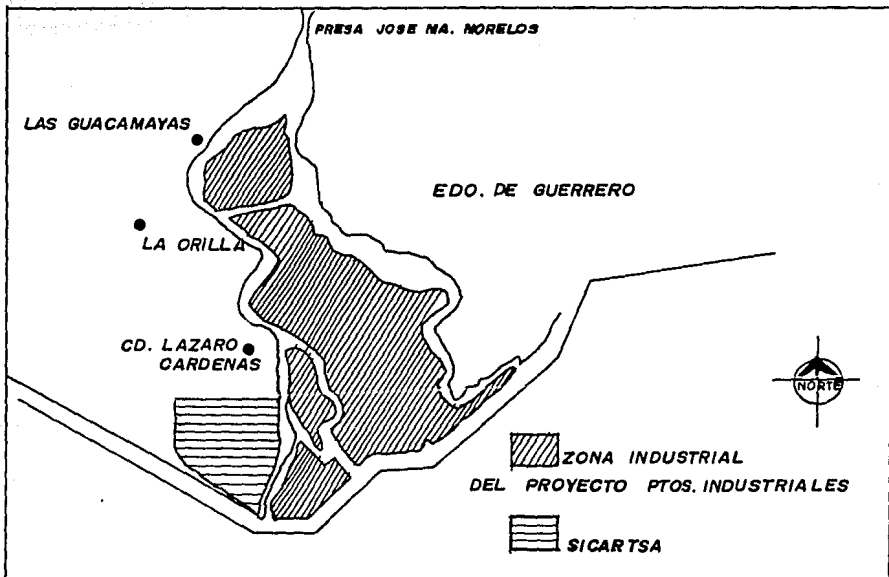 PRESA JOSE MA. MORELOS
LAS GUACAMAYAS
EDO. DE GUERRERO
LA ORILLA
CD. LAZARO
CARDENAS
NORTE
ZONA INDUSTRIAL
DEL PROYECTO PTOS. INDUSTRIALES
SICARTSA